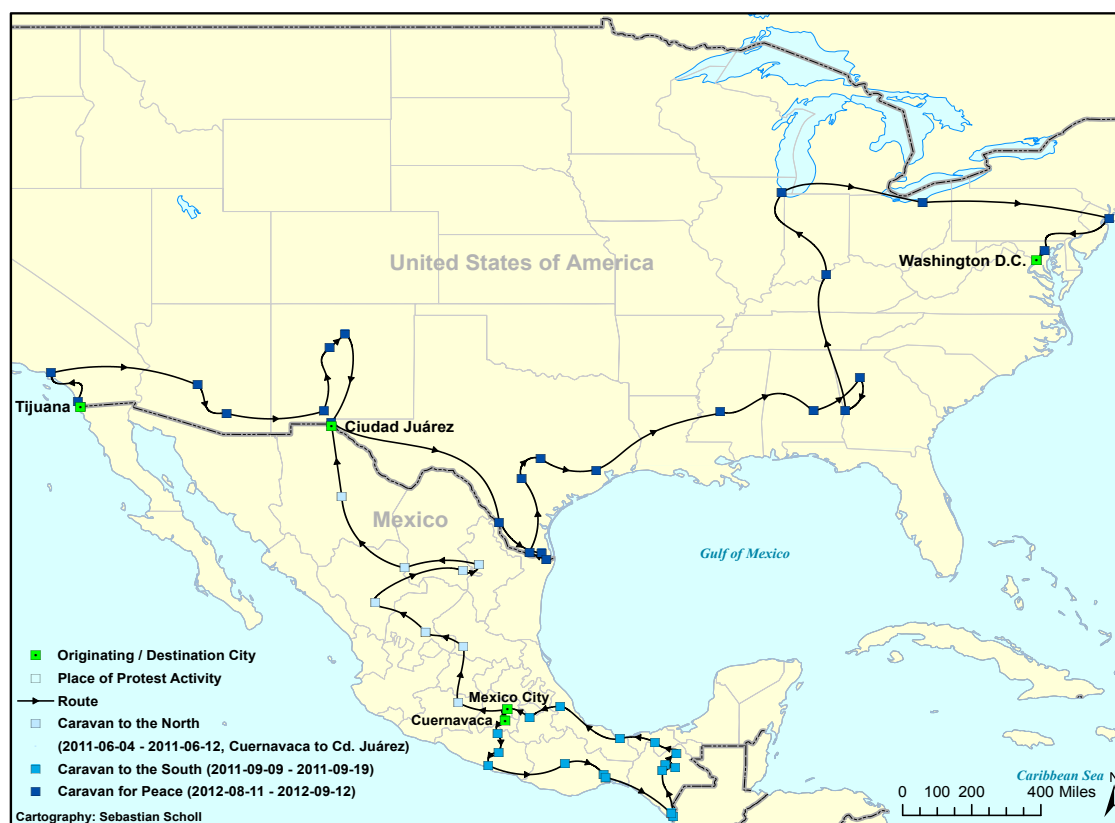 United States of America
Washington D.C.
Tijuana
Ciudad Juárez
Mexico
Gulf of Mexico
Originating / Destination City
Place of Protest Activity
Route
Caravan to the North
(2011-06-04 - 2011-06-12, Cuernavaca to Cd. Juárez)
Caravan to the South (2011-09-09 - 2011-09-19)
Caravan for Peace (2012-08-11 - 2012-09-12)
Cartography: Sebastian Scholl
Mexico City
Cuernavaca
Caribbean Sea
N
0 100 200 400 Miles